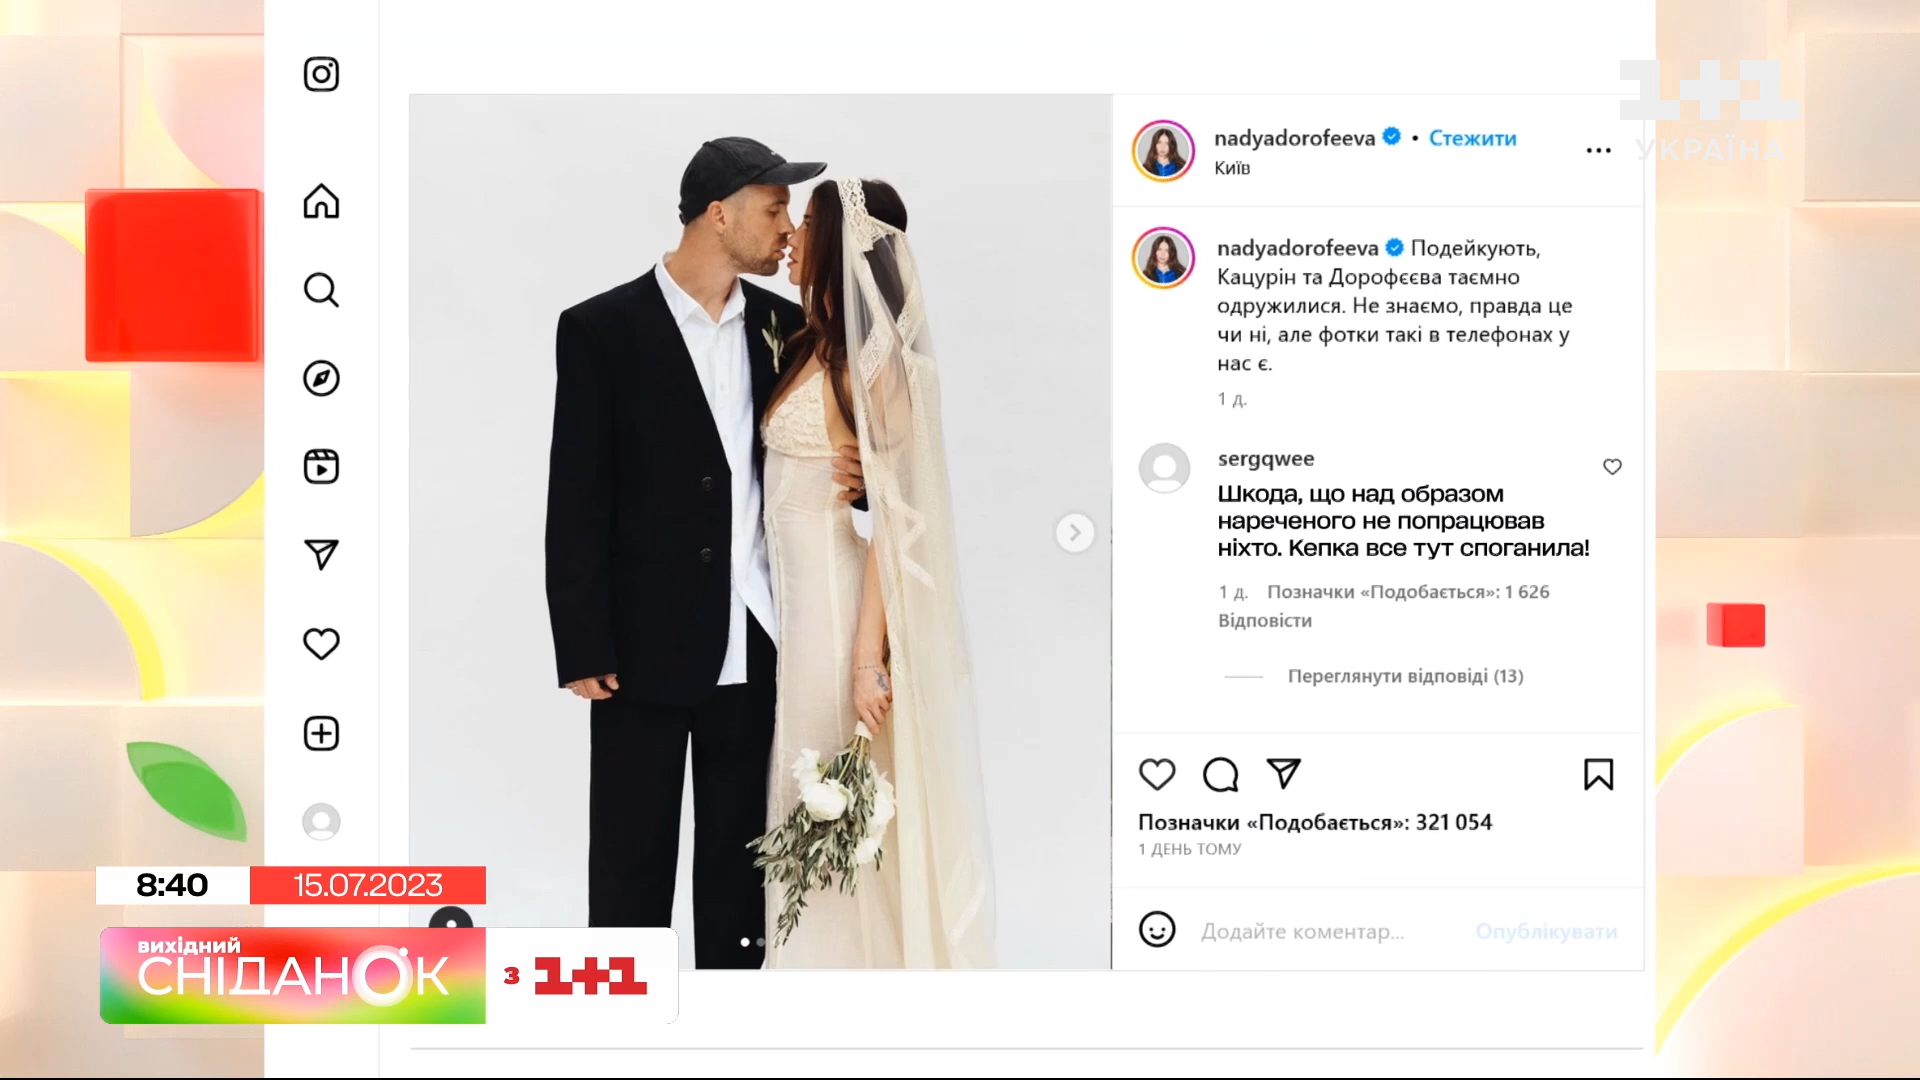 1+1
УКРАЇНА
nadyadorofeeva • Стежити
Київ
nadyadorofeeva Подейкують,
Кацурін та Дорофєєва таємно
одружилися. Не знаємо, правда це
чи ні, але фотки такі в телефонах у
нас є.
1 д.
sergqwee
Шкода, що над образом
нареченого не попрацював
ніхто. Кепка все тут споганила!
1 д. Позначки «Подобається»: 1 626
Відповісти
Переглянути відповіді (13)
Позначки «Подобається»: 321 054
1 ДЕНЬ ТОМУ
Додайте коментар... Опублікувати
8:40 15.07.2023
вихідний
СНІДАНОК з 1+1